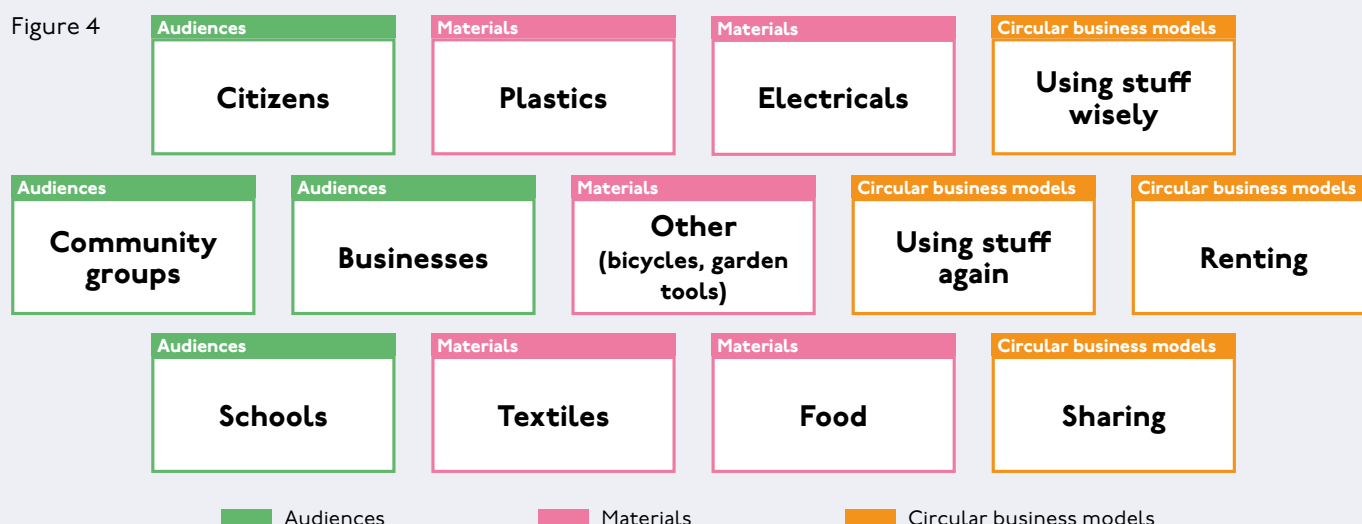 Figure 4
Audiences
Citizens
Materials
Plastics
Materials
Electricals
Circular business models
Using stuff
wisely
Audiences
Community
groups
Audiences
Businesses
Materials
Other
(bicycles, garden
tools)
Circular business models
Using stuff
again
Circular business models
Renting
Audiences
Schools
Materials
Textiles
Materials
Food
Circular business models
Sharing
Audiences
Materials
Circular business models